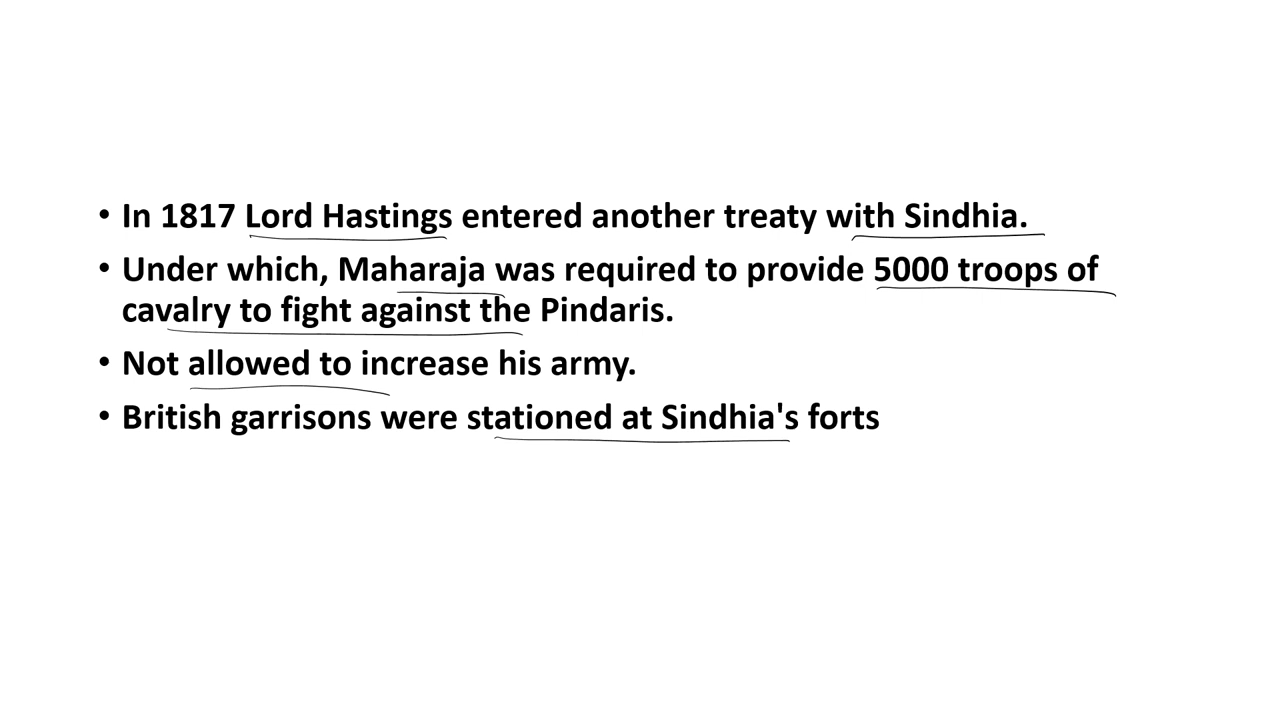 • In 1817 Lord Hastings entered another treaty with Sindhia.
• Under which, Maharaja was required to provide 5000 troops of
cavalry to fight against the Pindaris.
• Not allowed to increase his army.
• British garrisons were stationed at Sindhia's forts